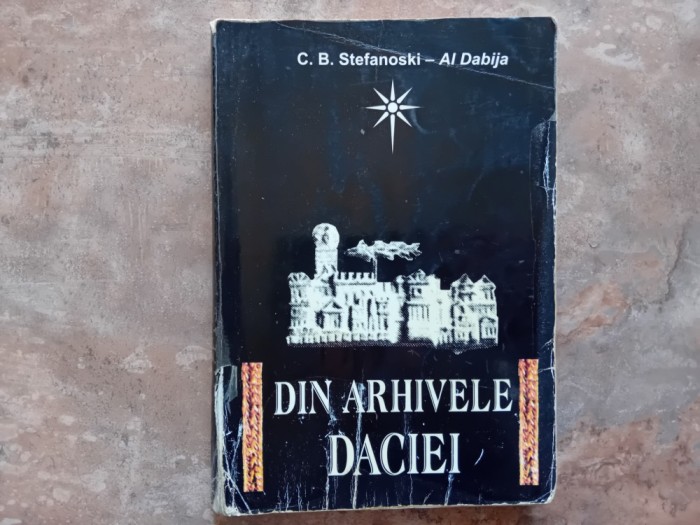 C. B. Stefanoski – Al Dabija
DIN ARHIVELE
DACIEI